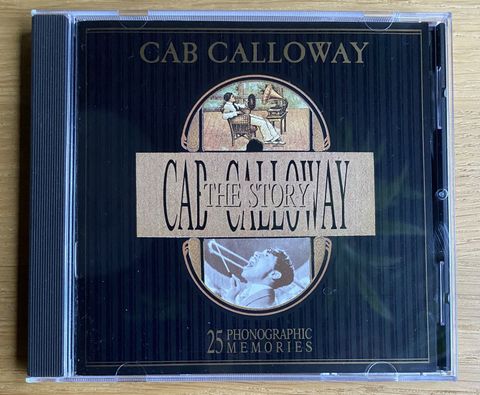 CAB CALLOWAY
CAB CALLOWAY
THE STORY
25 PHONOGRAPHIC
MEMORIES